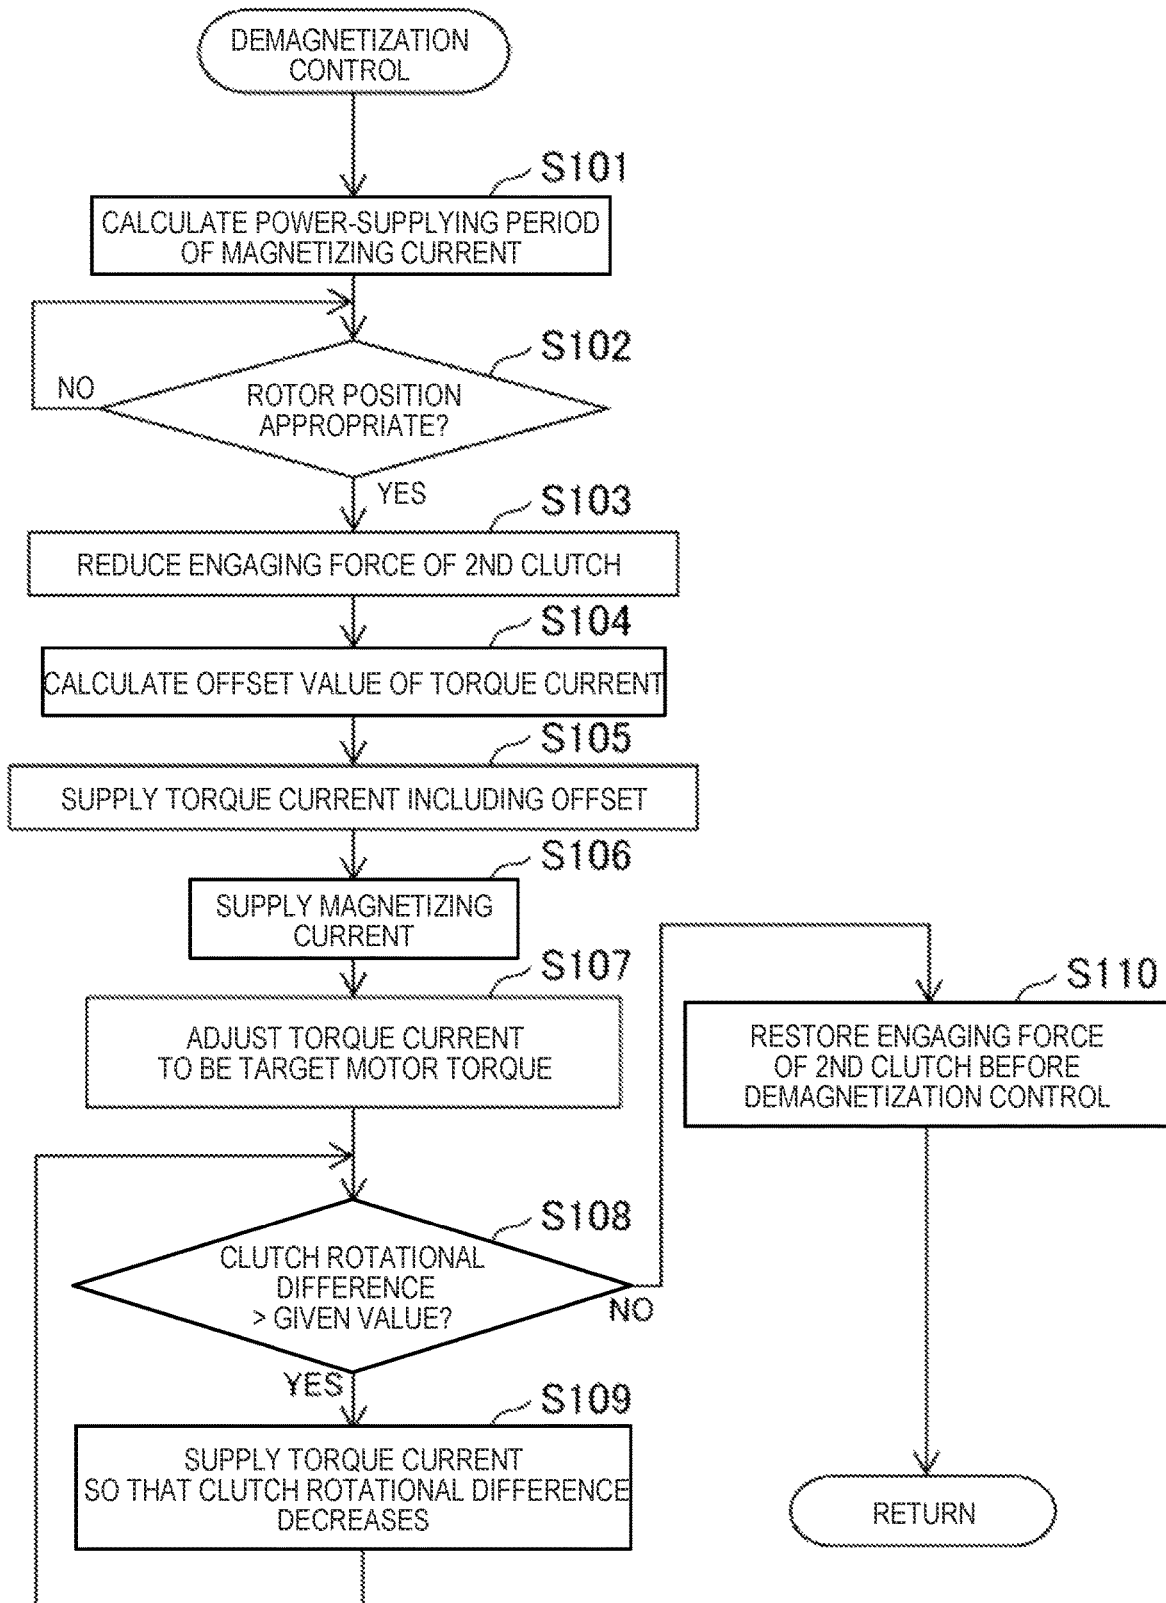 DEMAGNETIZATION
CONTROL
S101
CALCULATE POWER-SUPPLYING PERIOD
OF MAGNETIZING CURRENT
S102
NO
ROTOR POSITION
APPROPRIATE?
YES
S103
REDUCE ENGAGING FORCE OF 2ND CLUTCH
S104
CALCULATE OFFSET VALUE OF TORQUE CURRENT
S105
SUPPLY TORQUE CURRENT INCLUDING OFFSET
S106
SUPPLY MAGNETIZING
CURRENT
S107
ADJUST TORQUE CURRENT
TO BE TARGET MOTOR TORQUE
S108
CLUTCH ROTATIONAL
DIFFERENCE
> GIVEN VALUE?
NO
YES
S109
SUPPLY TORQUE CURRENT
SO THAT CLUTCH ROTATIONAL DIFFERENCE
DECREASES
S110
RESTORE ENGAGING FORCE
OF 2ND CLUTCH BEFORE
DEMAGNETIZATION CONTROL
RETURN